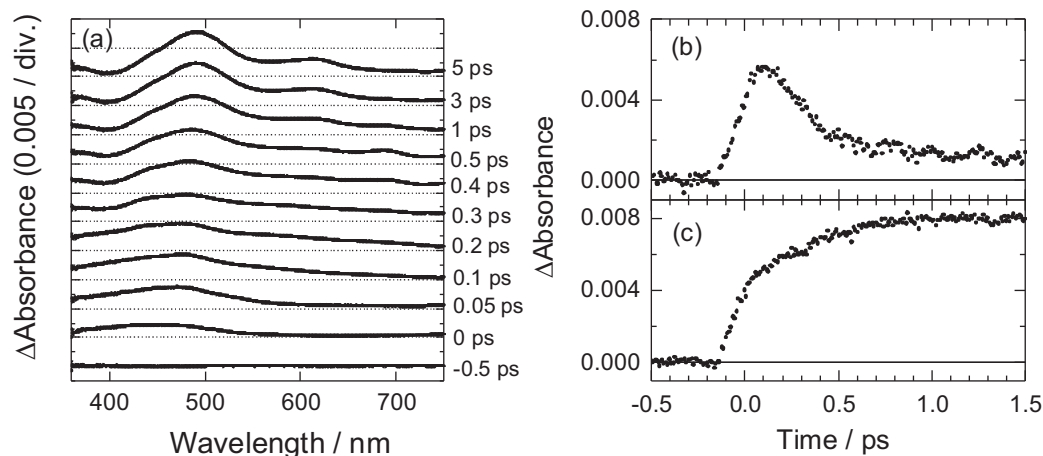 (a)
ΔAbsorbance (0.005 / div.)
5 ps
3 ps
1 ps
0.5 ps
0.4 ps
0.3 ps
0.2 ps
0.1 ps
0.05 ps
0 ps
-0.5 ps
400 500 600 700
Wavelength / nm
(b)
0.008
0.004
0.000
ΔAbsorbance
(c)
0.008
0.004
0.000
ΔAbsorbance
-0.5 0.0 0.5 1.0 1.5
Time / ps